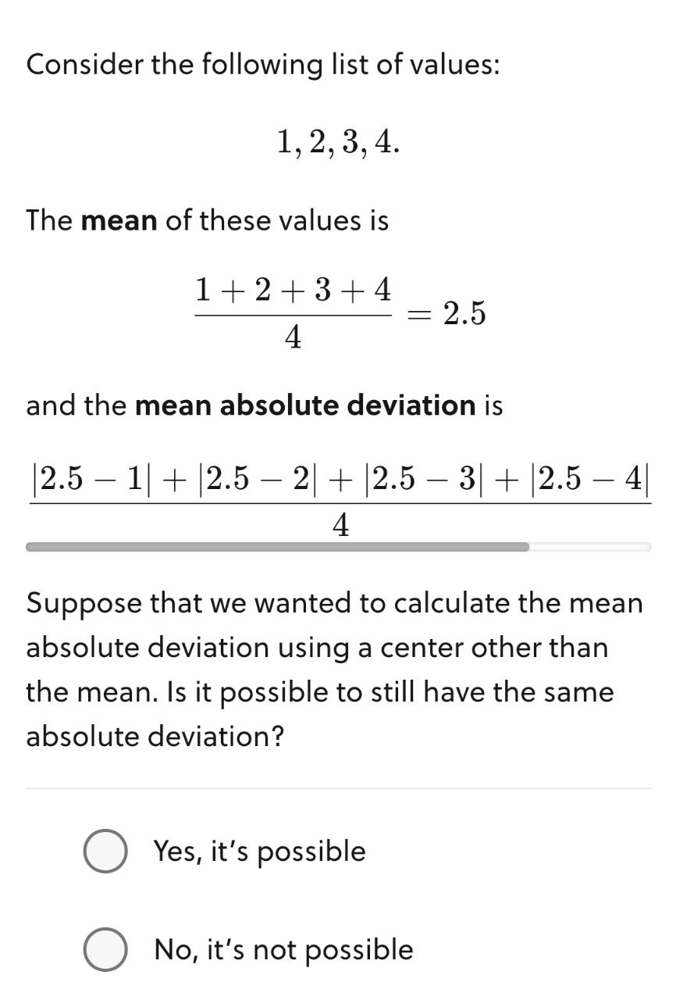 Consider the following list of values:
1, 2, 3, 4.
The mean of these values is
1 + 2 + 3 + 4
= 2.5
4
and the mean absolute deviation is
|2.5 − 1| + |2.5 − 2| + |2.5 − 3| + |2.5 − 4|
4
Suppose that we wanted to calculate the mean
absolute deviation using a center other than
the mean. Is it possible to still have the same
absolute deviation?
Yes, it’s possible
No, it’s not possible